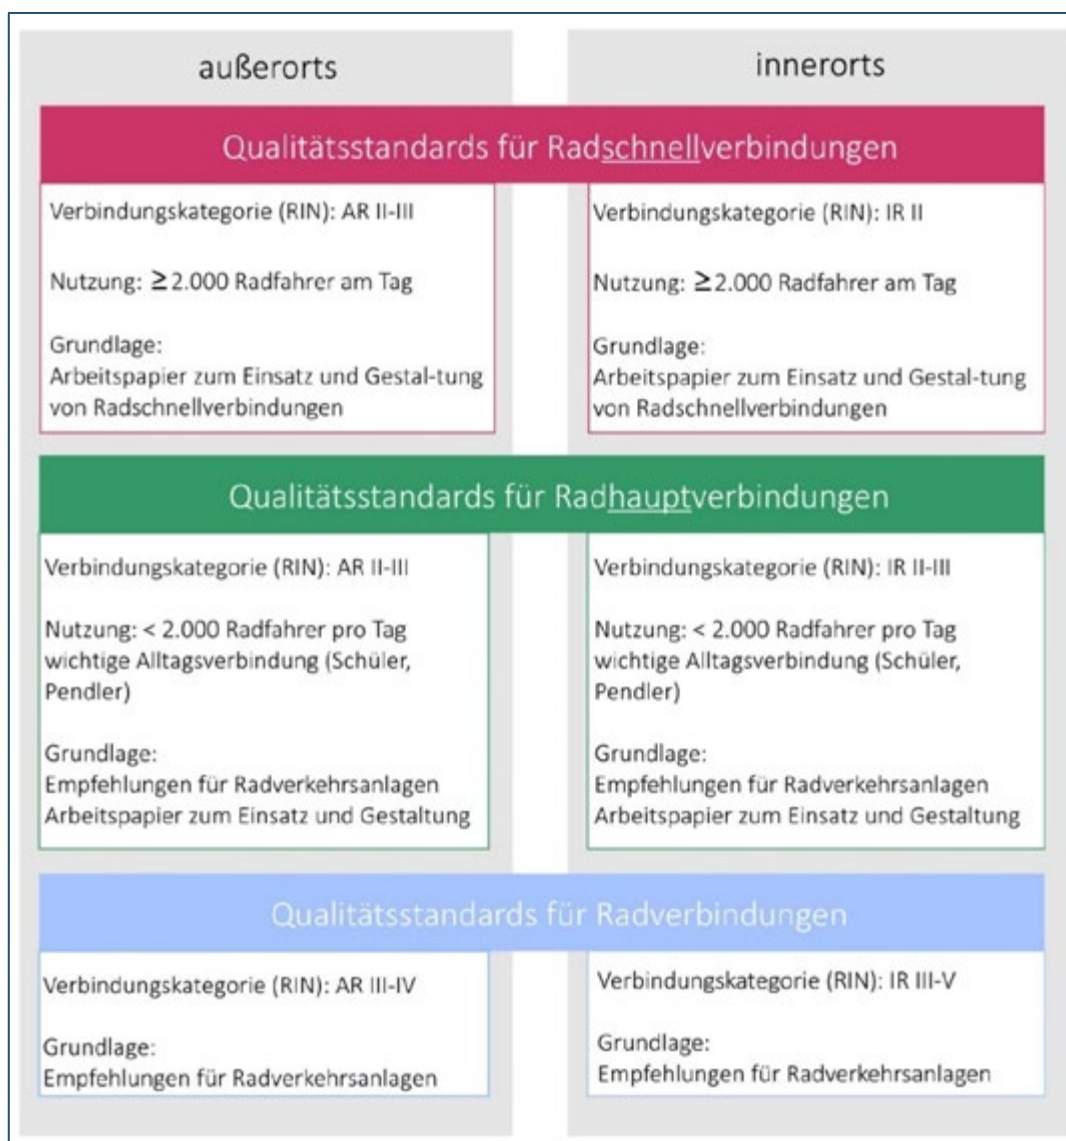 außerorts
innerorts
Qualitätsstandards für Radschnellverbindungen
Verbindungskategorie (RIN): AR II-III
Nutzung: ≥2.000 Radfahrer am Tag
Grundlage:
Arbeitspapier zum Einsatz und Gestal-tung
von Radschnellverbindungen
Verbindungskategorie (RIN): IR II
Nutzung: ≥2.000 Radfahrer am Tag
Grundlage:
Arbeitspapier zum Einsatz und Gestal-tung
von Radschnellverbindungen
Qualitätsstandards für Radhauptverbindungen
Verbindungskategorie (RIN): AR II-III
Nutzung: < 2.000 Radfahrer pro Tag
wichtige Alltagsverbindung (Schüler,
Pendler)
Grundlage:
Empfehlungen für Radverkehrsanlagen
Arbeitspapier zum Einsatz und Gestaltung
Verbindungskategorie (RIN): IR II-III
Nutzung: < 2.000 Radfahrer pro Tag
wichtige Alltagsverbindung (Schüler,
Pendler)
Grundlage:
Empfehlungen für Radverkehrsanlagen
Arbeitspapier zum Einsatz und Gestaltung
Qualitätsstandards für Radverbindungen
Verbindungskategorie (RIN): AR III-IV
Grundlage:
Empfehlungen für Radverkehrsanlagen
Verbindungskategorie (RIN): IR III-V
Grundlage:
Empfehlungen für Radverkehrsanlagen